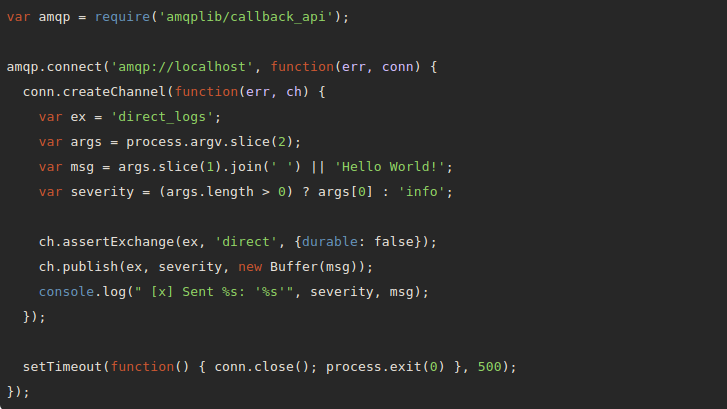 var amqp = require('amqplib/callback_api');

amqp.connect('amqp://localhost', function(err, conn) {
  conn.createChannel(function(err, ch) {
    var ex = 'direct_logs';
    var args = process.argv.slice(2);
    var msg = args.slice(1).join(' ') || 'Hello World!';
    var severity = (args.length > 0) ? args[0] : 'info';

    ch.assertExchange(ex, 'direct', {durable: false});
    ch.publish(ex, severity, new Buffer(msg));
    console.log(" [x] Sent %s: '%s'", severity, msg);
  });

  setTimeout(function() { conn.close(); process.exit(0) }, 500);
});